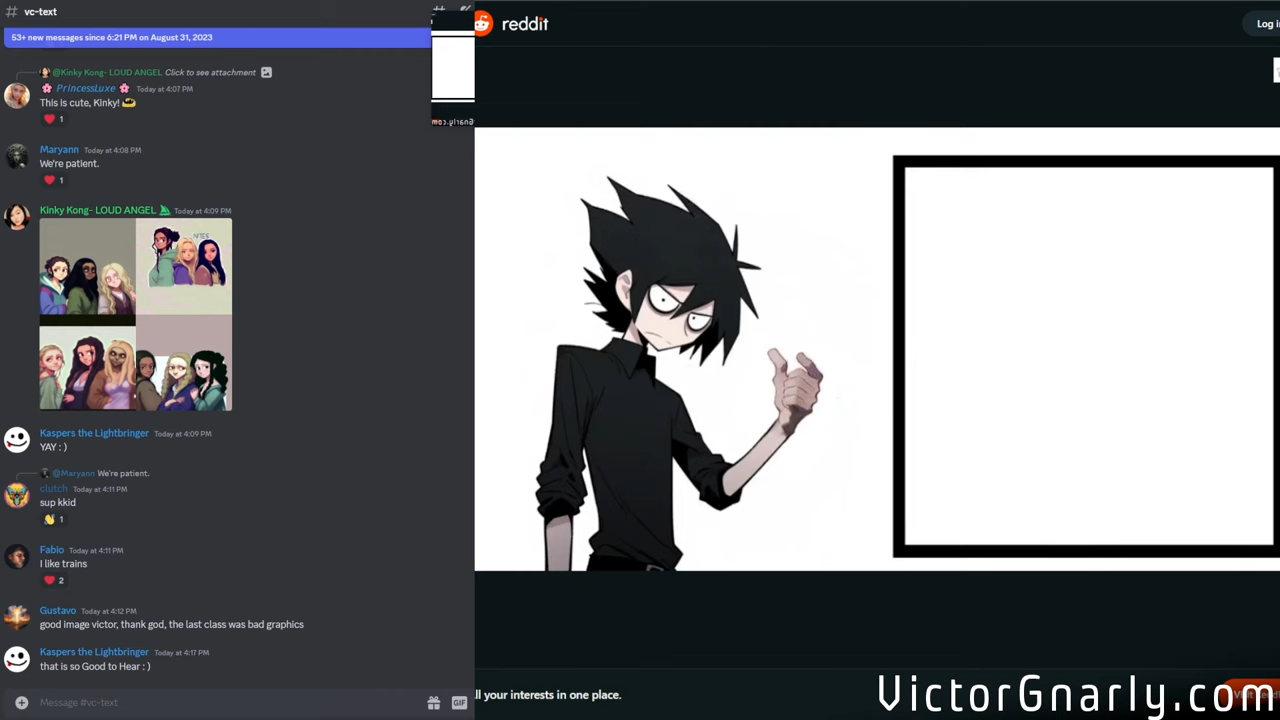 vc-text
53+ new messages since 6:21 PM on August 31, 2023
@Kinky Kong- LOUD ANGEL Click to see attachment
PrIncessLuxe Today at 4:07 PM
This is cute, Kinky!
1
Maryann Today at 4:08 PM
We're patient.
1
Kinky Kong- LOUD ANGEL Today at 4:09 PM
Kaspers the Lightbringer Today at 4:09 PM
YAY : )
@Maryann We're patient.
clutch Today at 4:11 PM
sup kkid
1
Fabio Today at 4:11 PM
I like trains
2
Gustavo Today at 4:12 PM
good image victor, thank god, the last class was bad graphics
Kaspers the Lightbringer Today at 4:17 PM
that is so Good to Hear : )
Message #vc-text
GIF
reddit
Log i
ll your interests in one place.
VictorGnarly.com